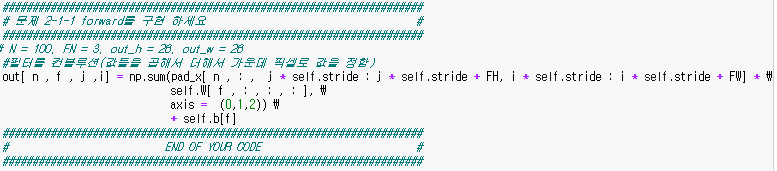 ################################################################################
# 문제 2-1-1 forward를 구현 하세요 #
################################################################################
# N = 100, FN = 3, out_h = 26, out_w = 26
#필터를 컨볼루션(값들을 곱해서 더해서 가운데 픽셀로 값을 정함)
out[ n , f , j ,i] = np.sum(pad_x[ n , : , j * self.stride : j * self.stride + FH, i * self.stride : i * self.stride + FW] * ₩
self.W[ f , : , : , : ], ₩
axis = (0,1,2)) ₩
+ self.b[f]
################################################################################
# END OF YOUR CODE #
################################################################################